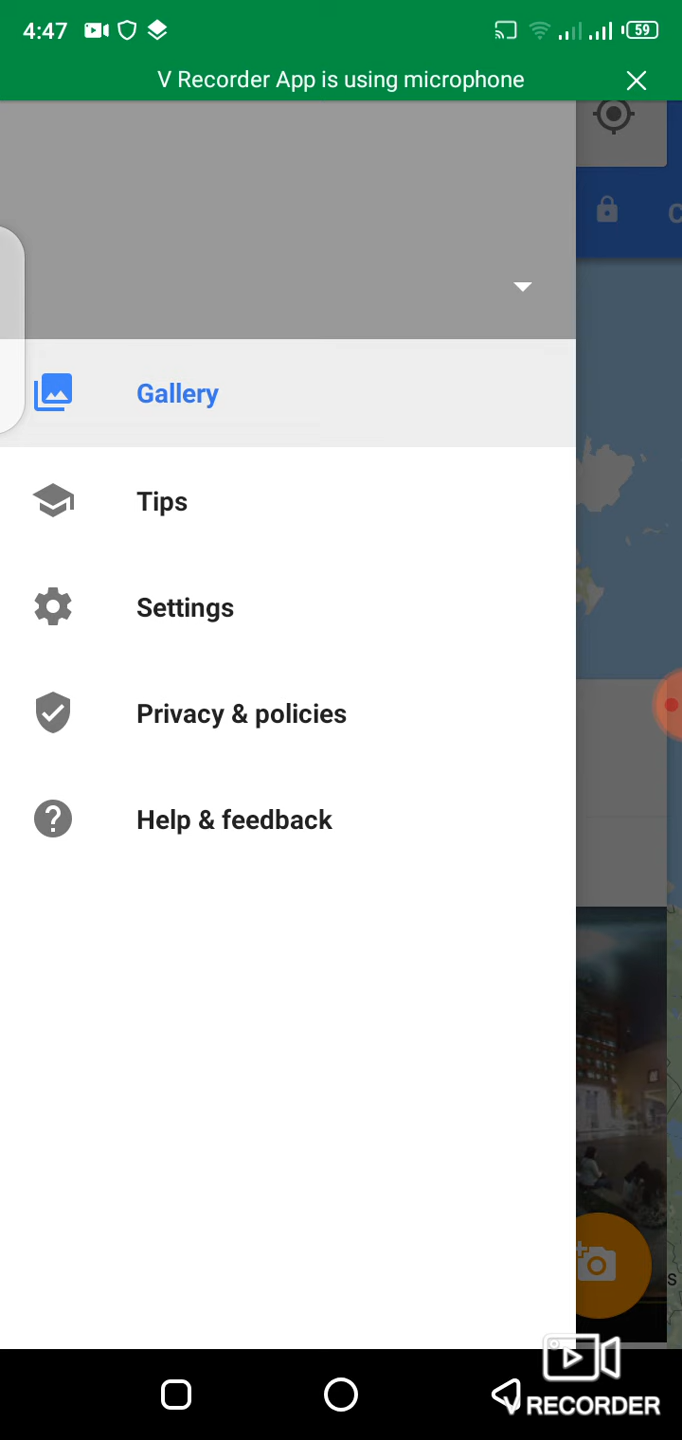 4:47
59
V Recorder App is using microphone
C
Gallery
Tips
Settings
Privacy & policies
Help & feedback
S
V RECORDER